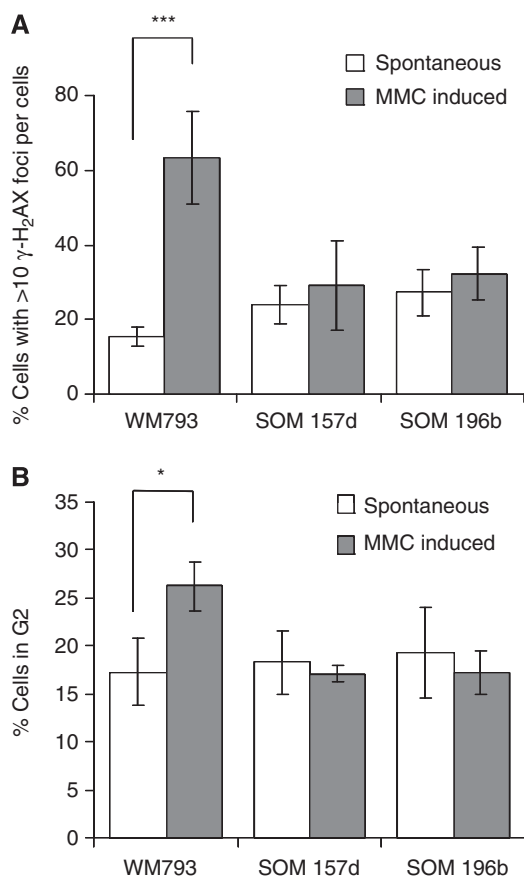 A
***
Spontaneous
MMC induced
% Cells with >10 γ-H₂AX foci per cells
80
60
40
20
0
WM793 SOM 157d SOM 196b
B
*
Spontaneous
MMC induced
% Cells in G2
35
30
25
20
15
10
5
0
WM793 SOM 157d SOM 196b